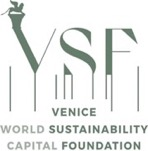 VSF
VENICE
WORLD SUSTAINABILITY
CAPITAL FOUNDATION